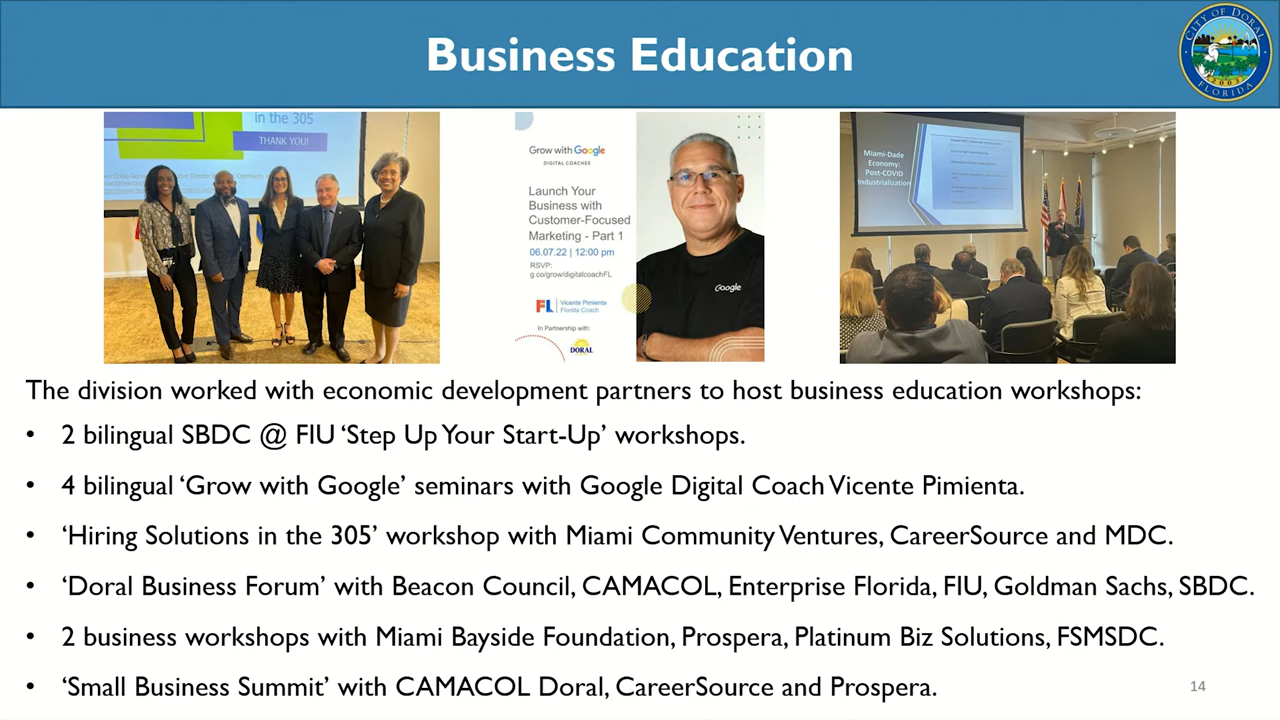 Business Education
CITY OF DORAL
FLORIDA
in the 305
THANK YOU!
Grow with Google
DIGITAL COACHES
Launch Your
Business with
Customer-Focused
Marketing - Part 1
06.07.22 | 12:00 pm
RSVP:
g.co/grow/digitalcoachFL
FL Vicente Pimienta
Florida Coach
In Partnership with:
DORAL
Google
Miami-Dade
Economy:
Post-COVID
Industrialization
The division worked with economic development partners to host business education workshops:
• 2 bilingual SBDC @ FIU ‘Step Up Your Start-Up’ workshops.
• 4 bilingual ‘Grow with Google’ seminars with Google Digital Coach Vicente Pimienta.
• ‘Hiring Solutions in the 305’ workshop with Miami Community Ventures, CareerSource and MDC.
• ‘Doral Business Forum’ with Beacon Council, CAMACOL, Enterprise Florida, FIU, Goldman Sachs, SBDC.
• 2 business workshops with Miami Bayside Foundation, Prospera, Platinum Biz Solutions, FSMSDC.
• ‘Small Business Summit’ with CAMACOL Doral, CareerSource and Prospera.
14